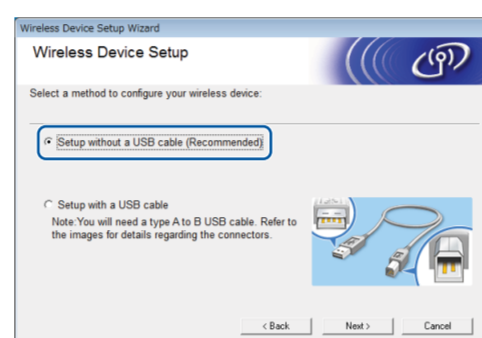 Wireless Device Setup Wizard
Wireless Device Setup
Select a method to configure your wireless device:
Setup without a USB cable (Recommended)
Setup with a USB cable
Note:You will need a type A to B USB cable. Refer to
the images for details regarding the connectors.
< Back
Next >
Cancel